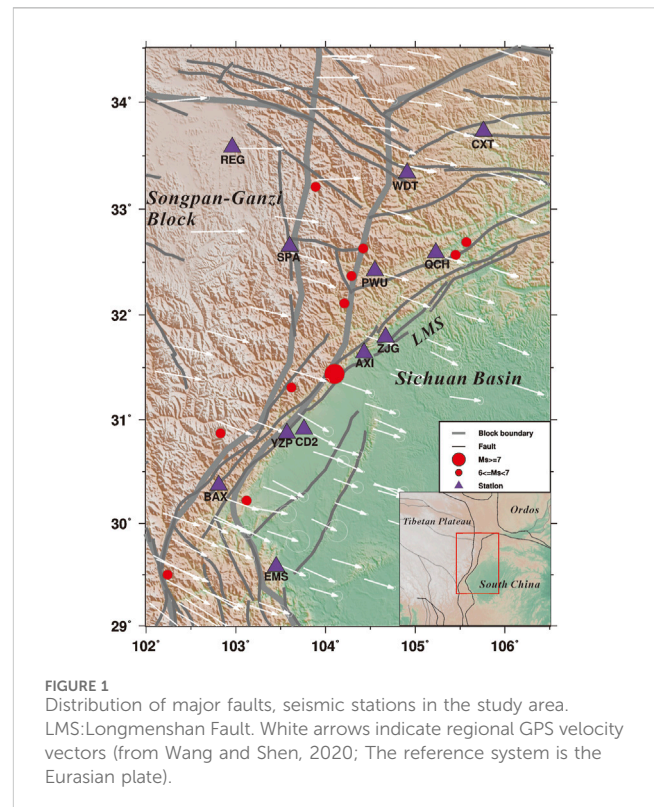 34°
33°
32°
31°
30°
29°
102°
103°
104°
105°
106°
REG
CXT
WDT
Songpan-Ganzi
Block
SPA
PWU
QCH
ZJG
LMS
AXI
Sichuan Basin
YZP
CD2
BAX
EMS
Block boundary
Fault
Ms>=7
6<=Ms<7
Station
Ordos
Tibetan Plateau
South China
FIGURE 1
Distribution of major faults, seismic stations in the study area.
LMS:Longmenshan Fault. White arrows indicate regional GPS velocity
vectors (from Wang and Shen, 2020; The reference system is the
Eurasian plate).